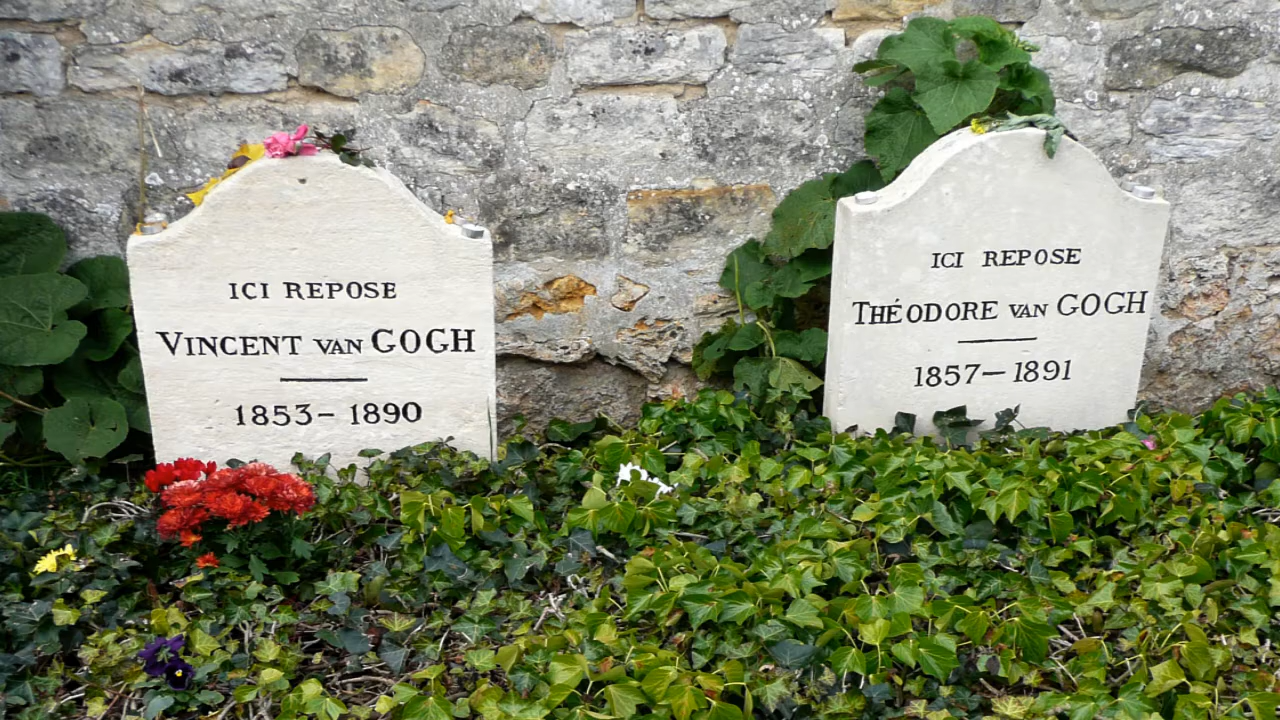 ICI REPOSE
VINCENT VAN GOGH
1853 - 1890
ICI REPOSE
THÉODORE VAN GOGH
1857 - 1891